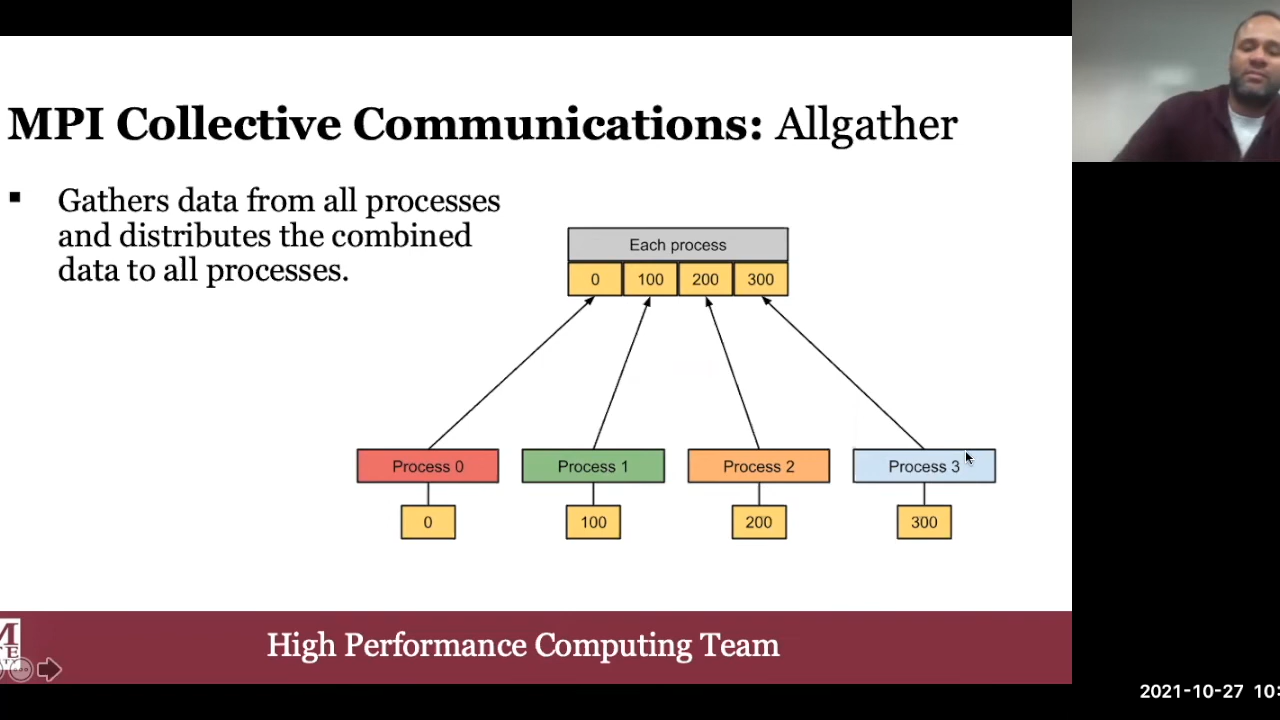 MPI Collective Communications: Allgather
▪ Gathers data from all processes
and distributes the combined
data to all processes.
Each process
0 100 200 300
Process 0 Process 1 Process 2 Process 3
0 100 200 300
High Performance Computing Team
2021-10-27 10: